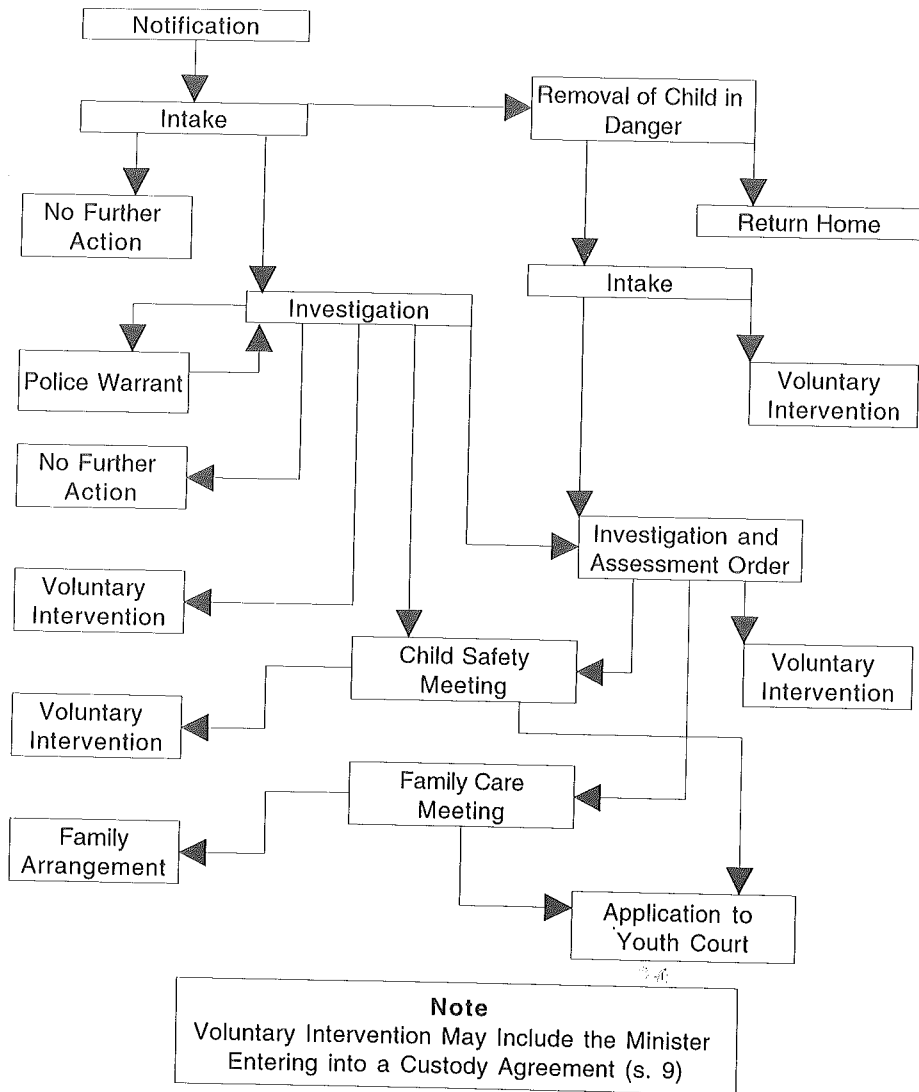 Notification
Intake
Removal of Child in
Danger
No Further
Action
Return Home
Intake
Investigation
Police Warrant
Voluntary
Intervention
No Further
Action
Investigation and
Assessment Order
Voluntary
Intervention
Child Safety
Meeting
Voluntary
Intervention
Voluntary
Intervention
Family Care
Meeting
Family
Arrangement
Application to
Youth Court
Note
Voluntary Intervention May Include the Minister
Entering into a Custody Agreement (s. 9)